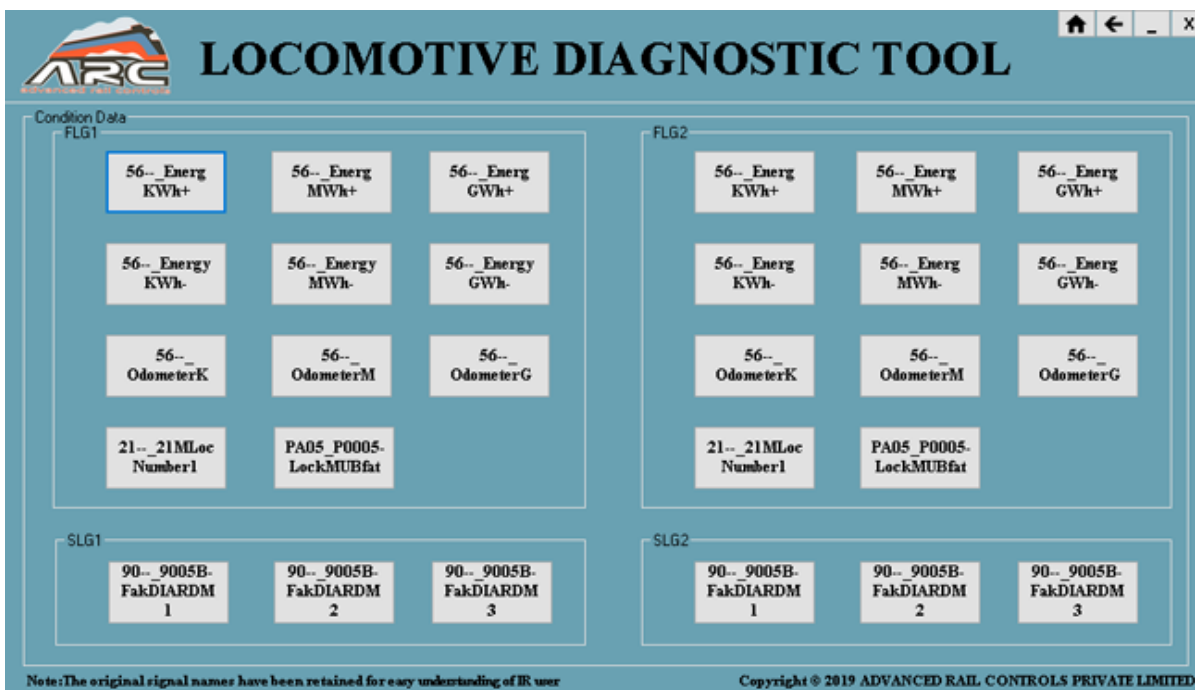 ARC
advanced rail controls
LOCOMOTIVE DIAGNOSTIC TOOL
X
Condition Data
FLG1
56--_Energ
KWh+
56--_Energ
MWh+
56--_Energ
GWh+
56--_Energy
KWh-
56--_Energy
MWh-
56--_Energy
GWh-
56--_
OdometerK
56--_
OdometerM
56--_
OdometerG
21--_21MLoc
Number1
PA05_P0005-
LockMUBfat
FLG2
56--_Energ
KWh+
56--_Energ
MWh+
56--_Energ
GWh+
56--_Energ
KWh-
56--_Energ
MWh-
56--_Energ
GWh-
56--_
OdometerK
56--_
OdometerM
56--_
OdometerG
21--_21MLoc
Number1
PA05_P0005-
LockMUBfat
SLG1
90--_9005B-
FakDIARDM
1
90--_9005B-
FakDIARDM
2
90--_9005B-
FakDIARDM
3
SLG2
90--_9005B-
FakDIARDM
1
90--_9005B-
FakDIARDM
2
90--_9005B-
FakDIARDM
3
Note:The original signal names have been retained for easy understanding of IR user
Copyright © 2019 ADVANCED RAIL CONTROLS PRIVATE LIMITED